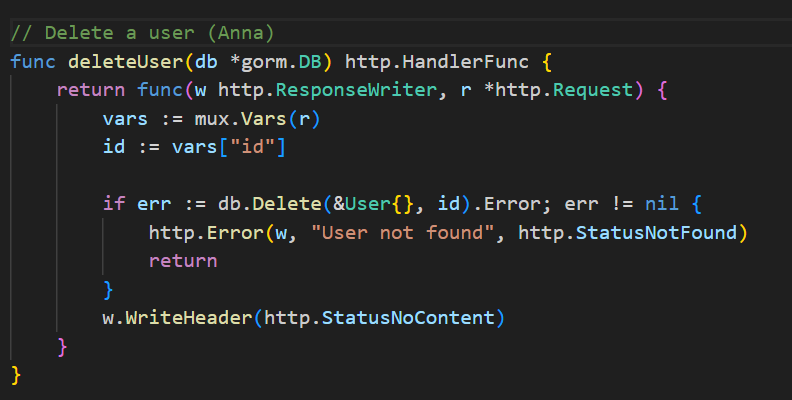 // Delete a user (Anna)
func deleteUser(db *gorm.DB) http.HandlerFunc {
    return func(w http.ResponseWriter, r *http.Request) {
        vars := mux.Vars(r)
        id := vars["id"]

        if err := db.Delete(&User{}, id).Error; err != nil {
            http.Error(w, "User not found", http.StatusNotFound)
            return
        }
        w.WriteHeader(http.StatusNoContent)
    }
}